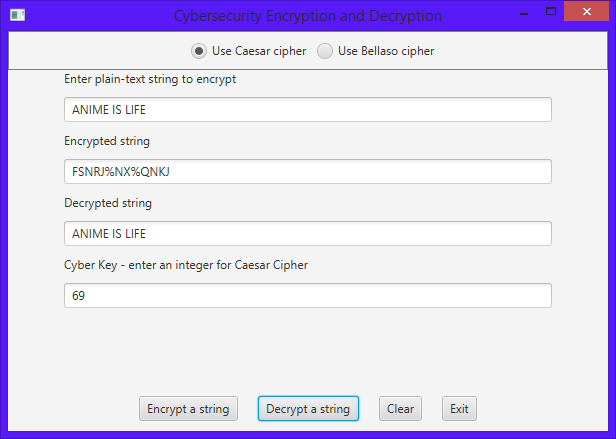 Cybersecurity Encryption and Decryption
Use Caesar cipher Use Bellaso cipher
Enter plain-text string to encrypt
ANIME IS LIFE
Encrypted string
FSNRJ%NX%QNKJ
Decrypted string
ANIME IS LIFE
Cyber Key - enter an integer for Caesar Cipher
69
Encrypt a string Decrypt a string Clear Exit